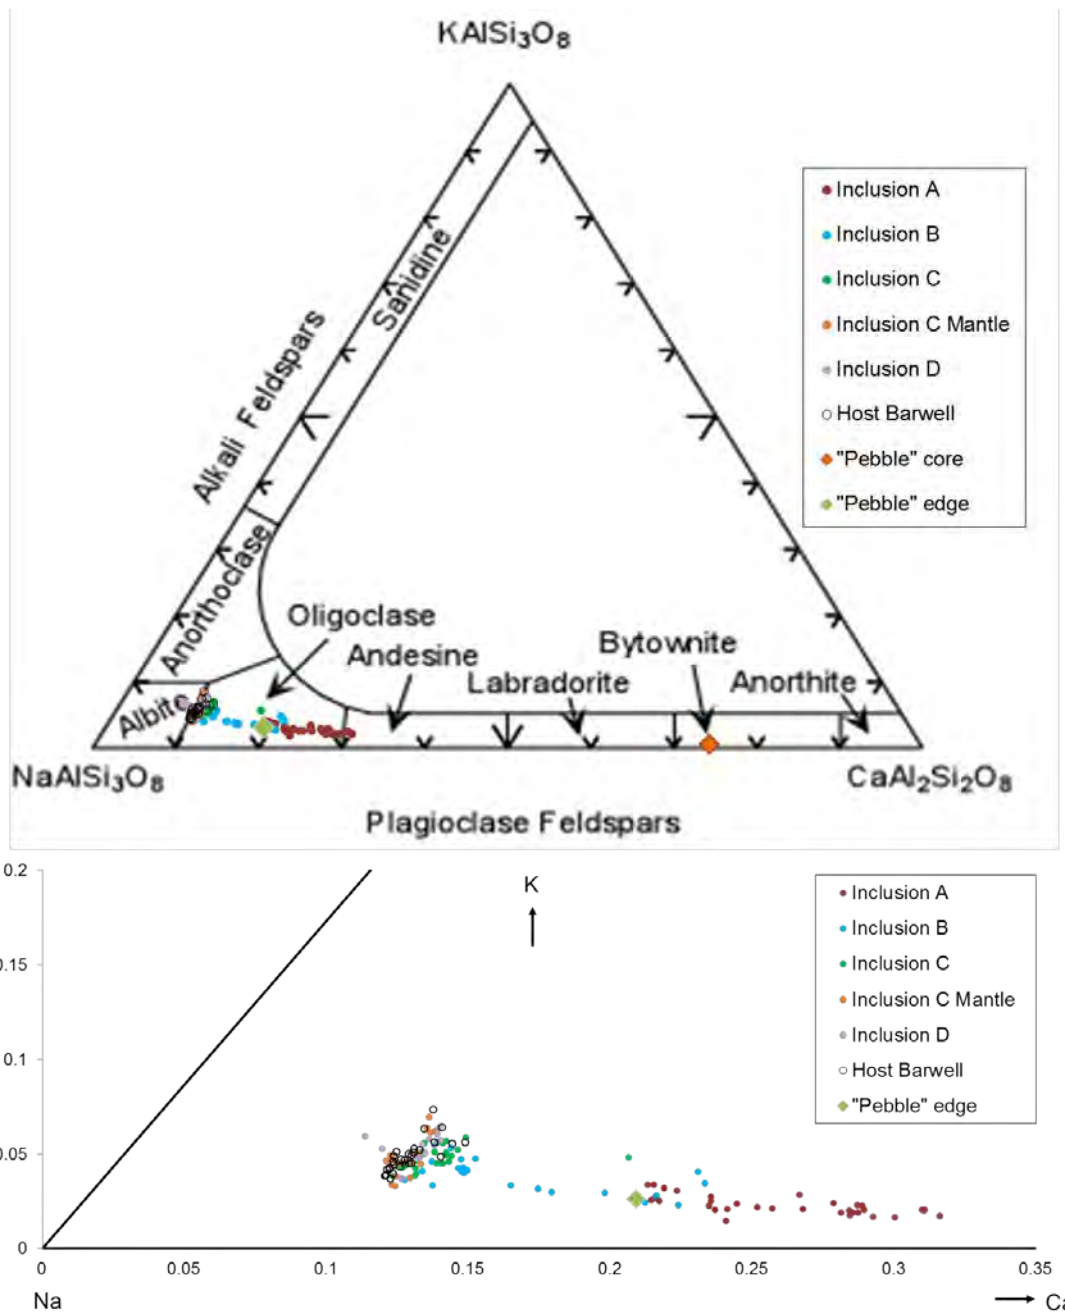 KAlSi₃O₈
Inclusion A
Inclusion B
Inclusion C
Inclusion C Mantle
Inclusion D
Host Barwell
"Pebble" core
"Pebble" edge
Sanidine
Alkali Feldspars
Anorthoclase
Oligoclase
Andesine
Bytownite
Labradorite
Anorthite
Albite
NaAlSi₃O₈
CaAl₂Si₂O₈
Plagioclase Feldspars
0.2
K
Inclusion A
Inclusion B
Inclusion C
Inclusion C Mantle
Inclusion D
Host Barwell
"Pebble" edge
0.15
0.1
0.05
0
0 0.05 0.1 0.15 0.2 0.25 0.3 0.35
Na
Ca